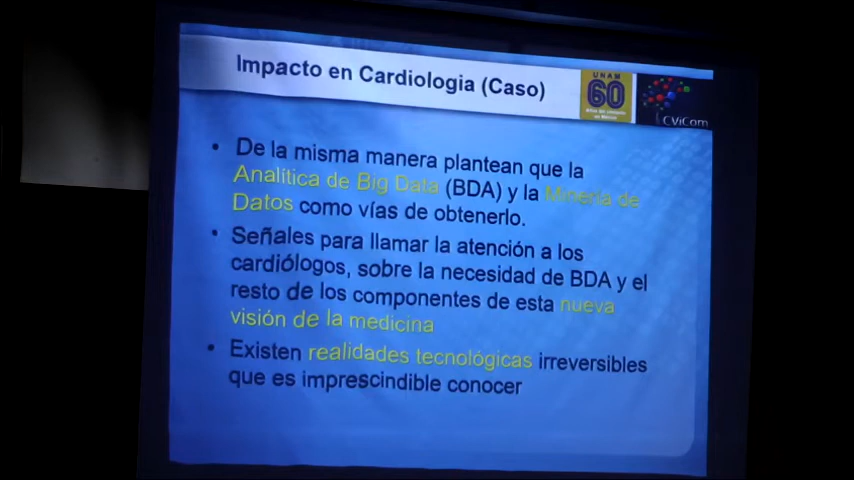 Impacto en Cardiologia (Caso)
UNAM
60
CViCom
• De la misma manera plantean que la
Analítica de Big Data (BDA) y la Minería de
Datos como vías de obtenerlo.
• Señales para llamar la atención a los
cardiólogos, sobre la necesidad de BDA y el
resto de los componentes de esta nueva
visión de la medicina
• Existen realidades tecnológicas irreversibles
que es imprescindible conocer